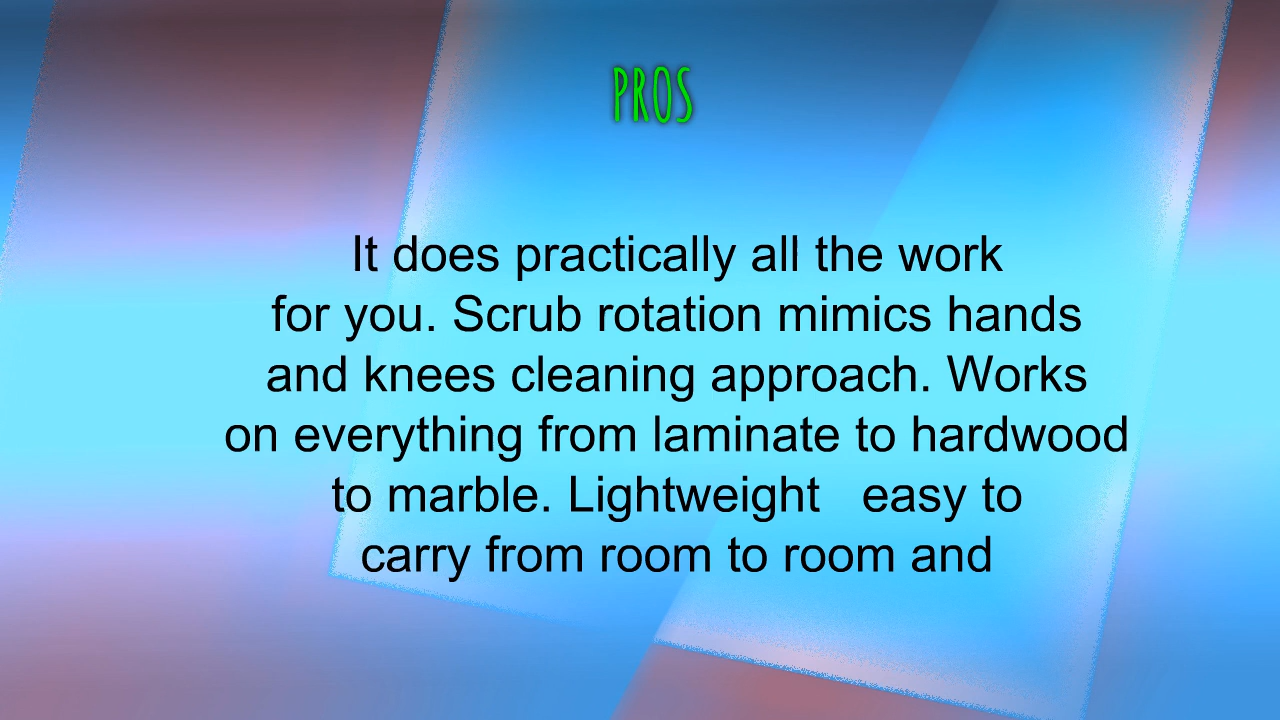 PROS
It does practically all the work
for you. Scrub rotation mimics hands
and knees cleaning approach. Works
on everything from laminate to hardwood
to marble. Lightweight   easy to
carry from room to room and